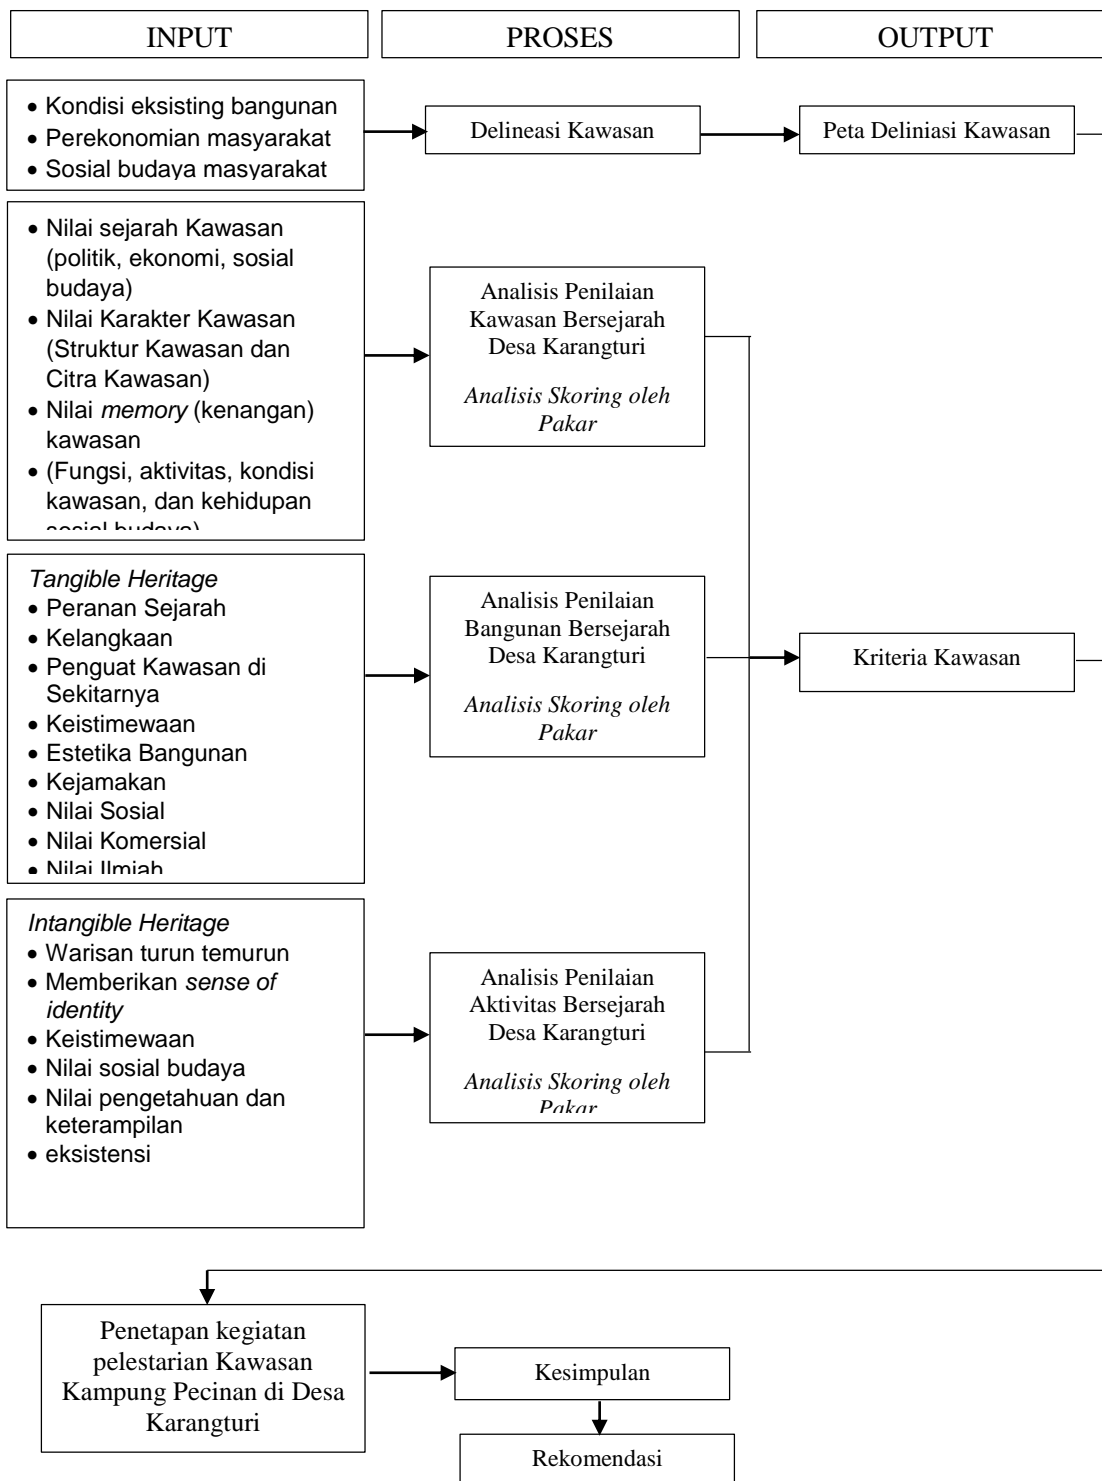 INPUT
PROSES
OUTPUT
• Kondisi eksisting bangunan
• Perekonomian masyarakat
• Sosial budaya masyarakat
Delineasi Kawasan
Peta Deliniasi Kawasan
• Nilai sejarah Kawasan
(politik, ekonomi, sosial
budaya)
• Nilai Karakter Kawasan
(Struktur Kawasan dan
Citra Kawasan)
• Nilai memory (kenangan)
kawasan
• (Fungsi, aktivitas, kondisi
kawasan, dan kehidupan
sosial budaya)
Analisis Penilaian
Kawasan Bersejarah
Desa Karangturi
Analisis Skoring oleh
Pakar
Tangible Heritage
• Peranan Sejarah
• Kelangkaan
• Penguat Kawasan di
Sekitarnya
• Keistimewaan
• Estetika Bangunan
• Kejamakan
• Nilai Sosial
• Nilai Komersial
• Nilai Ilmiah
Analisis Penilaian
Bangunan Bersejarah
Desa Karangturi
Analisis Skoring oleh
Pakar
Kriteria Kawasan
Intangible Heritage
• Warisan turun temurun
• Memberikan sense of
identity
• Keistimewaan
• Nilai sosial budaya
• Nilai pengetahuan dan
keterampilan
• eksistensi
Analisis Penilaian
Aktivitas Bersejarah
Desa Karangturi
Analisis Skoring oleh
Pakar
Penetapan kegiatan
pelestarian Kawasan
Kampung Pecinan di Desa
Karangturi
Kesimpulan
Rekomendasi